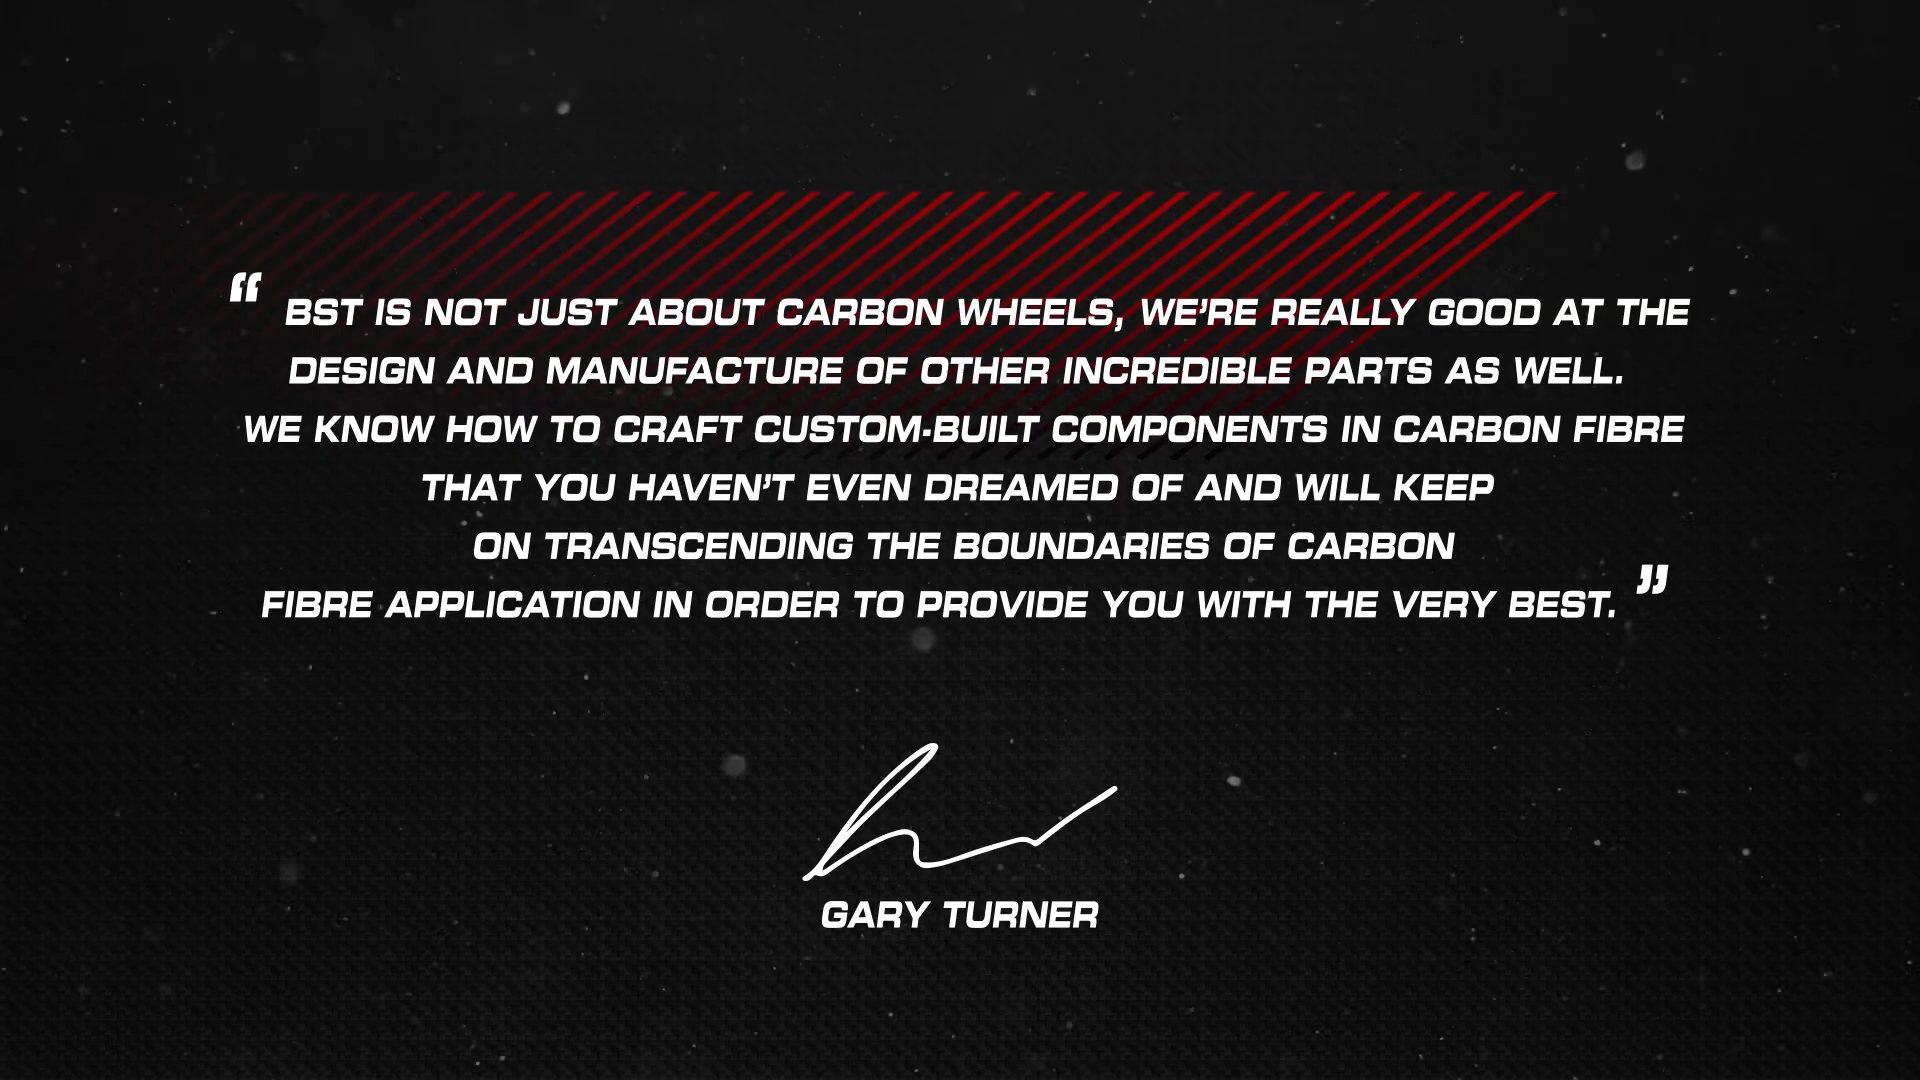 “ BST IS NOT JUST ABOUT CARBON WHEELS, WE’RE REALLY GOOD AT THE
DESIGN AND MANUFACTURE OF OTHER INCREDIBLE PARTS AS WELL.
WE KNOW HOW TO CRAFT CUSTOM-BUILT COMPONENTS IN CARBON FIBRE
THAT YOU HAVEN’T EVEN DREAMED OF AND WILL KEEP
ON TRANSCENDING THE BOUNDARIES OF CARBON
FIBRE APPLICATION IN ORDER TO PROVIDE YOU WITH THE VERY BEST. ”
GARY TURNER